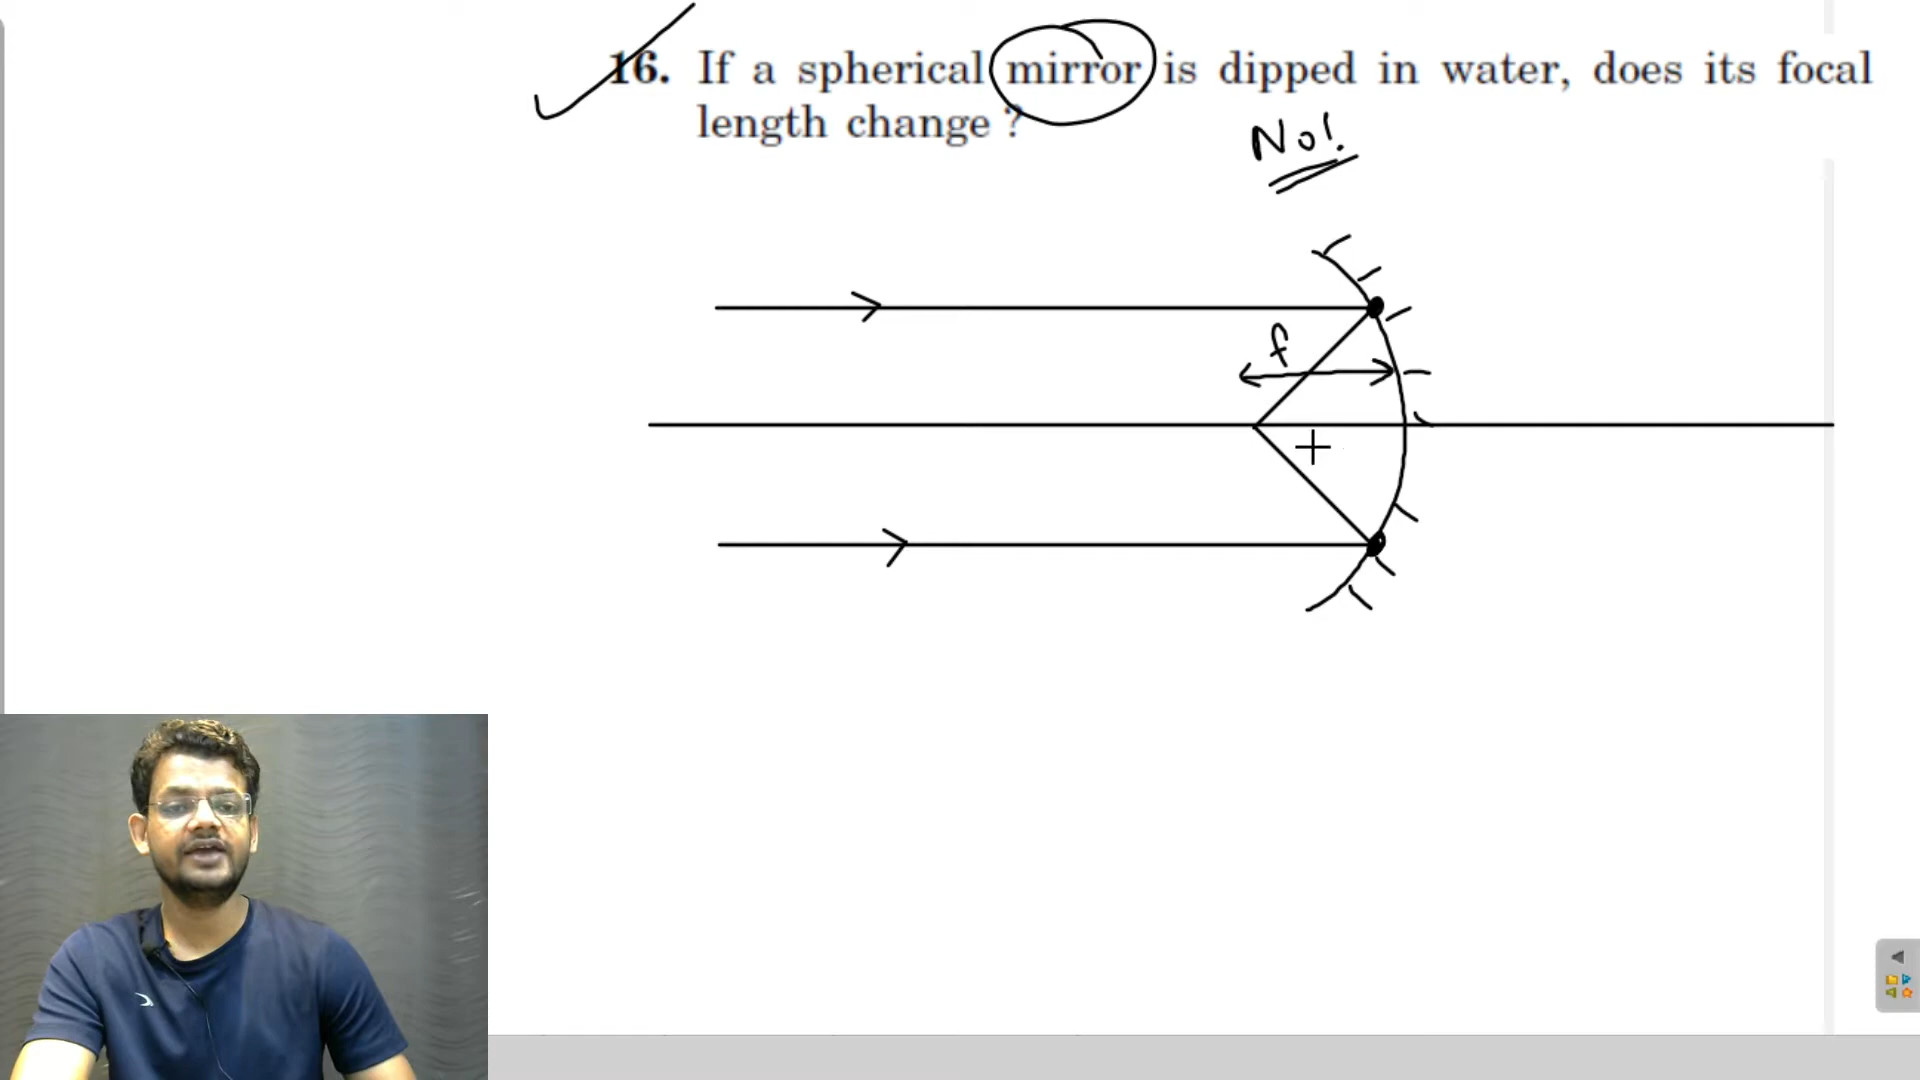 16. If a spherical mirror is dipped in water, does its focal
length change ?
No!
f